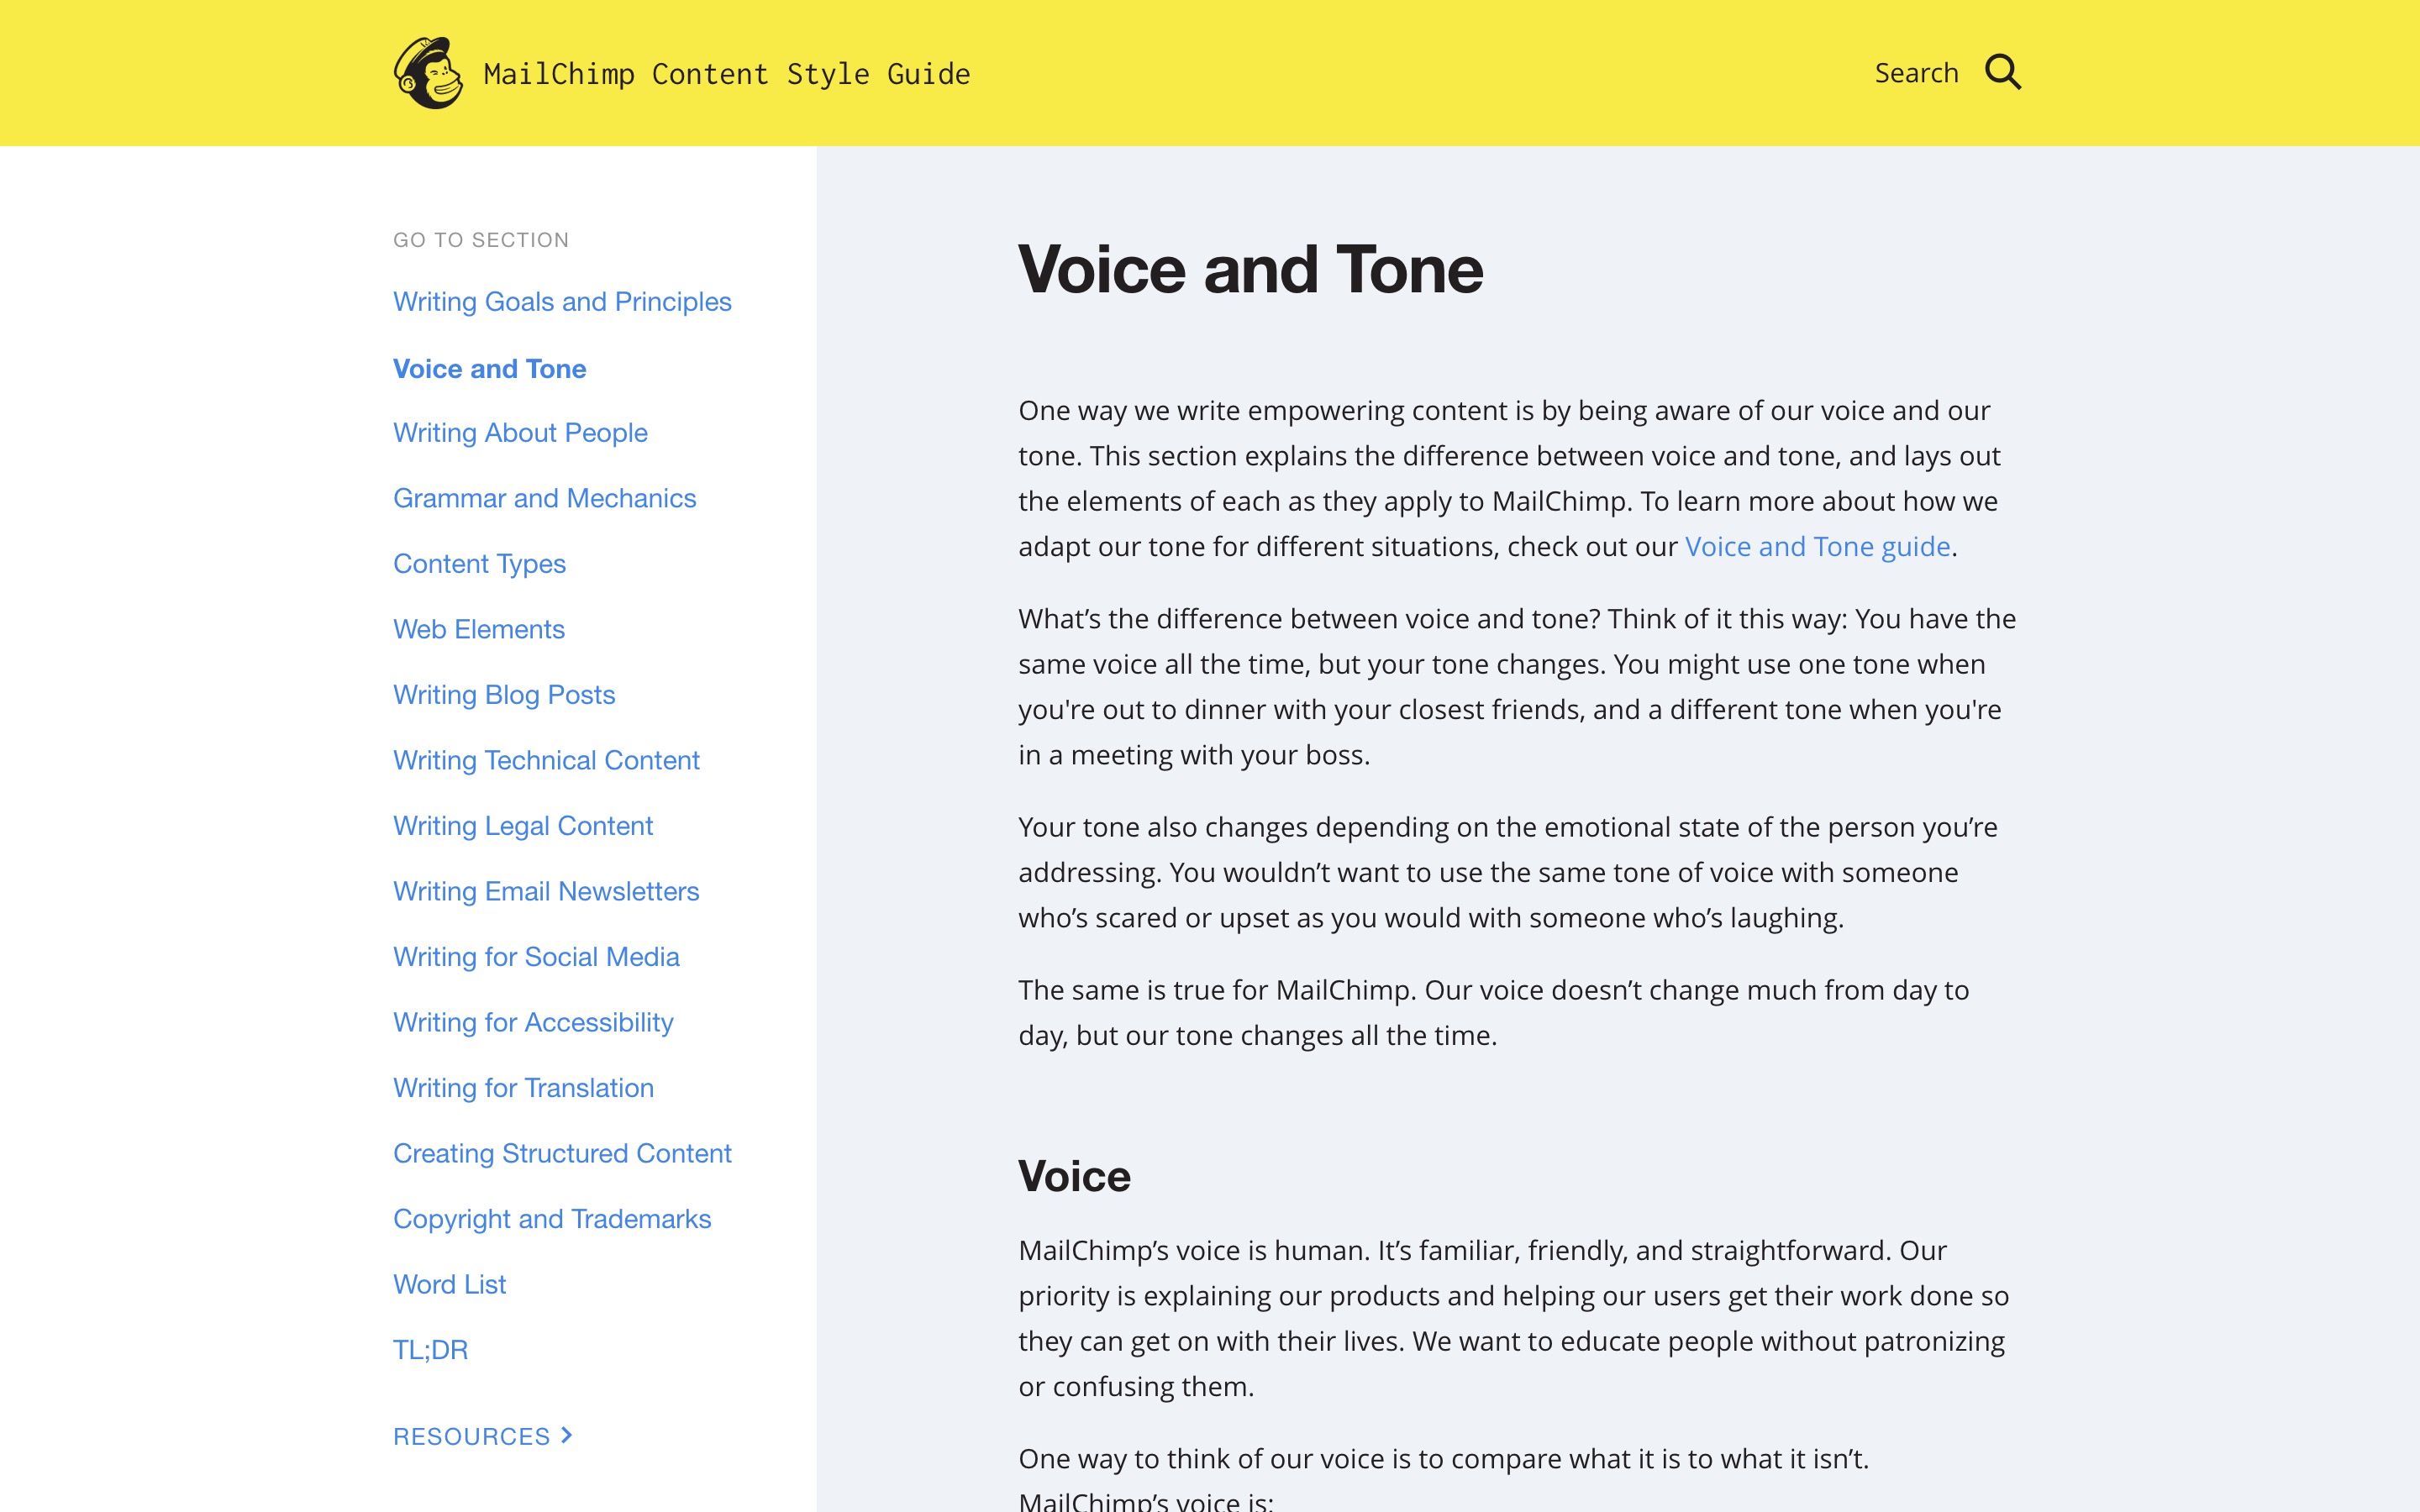 MailChimp Content Style Guide
Search
GO TO SECTION
Writing Goals and Principles
Voice and Tone
Writing About People
Grammar and Mechanics
Content Types
Web Elements
Writing Blog Posts
Writing Technical Content
Writing Legal Content
Writing Email Newsletters
Writing for Social Media
Writing for Accessibility
Writing for Translation
Creating Structured Content
Copyright and Trademarks
Word List
TL;DR
RESOURCES
Voice and Tone
One way we write empowering content is by being aware of our voice and our
tone. This section explains the difference between voice and tone, and lays out
the elements of each as they apply to MailChimp. To learn more about how we
adapt our tone for different situations, check out our Voice and Tone guide.
What’s the difference between voice and tone? Think of it this way: You have the
same voice all the time, but your tone changes. You might use one tone when
you're out to dinner with your closest friends, and a different tone when you're
in a meeting with your boss.
Your tone also changes depending on the emotional state of the person you’re
addressing. You wouldn’t want to use the same tone of voice with someone
who’s scared or upset as you would with someone who’s laughing.
The same is true for MailChimp. Our voice doesn’t change much from day to
day, but our tone changes all the time.
Voice
MailChimp’s voice is human. It’s familiar, friendly, and straightforward. Our
priority is explaining our products and helping our users get their work done so
they can get on with their lives. We want to educate people without patronizing
or confusing them.
One way to think of our voice is to compare what it is to what it isn’t.
MailChimp’s voice is: